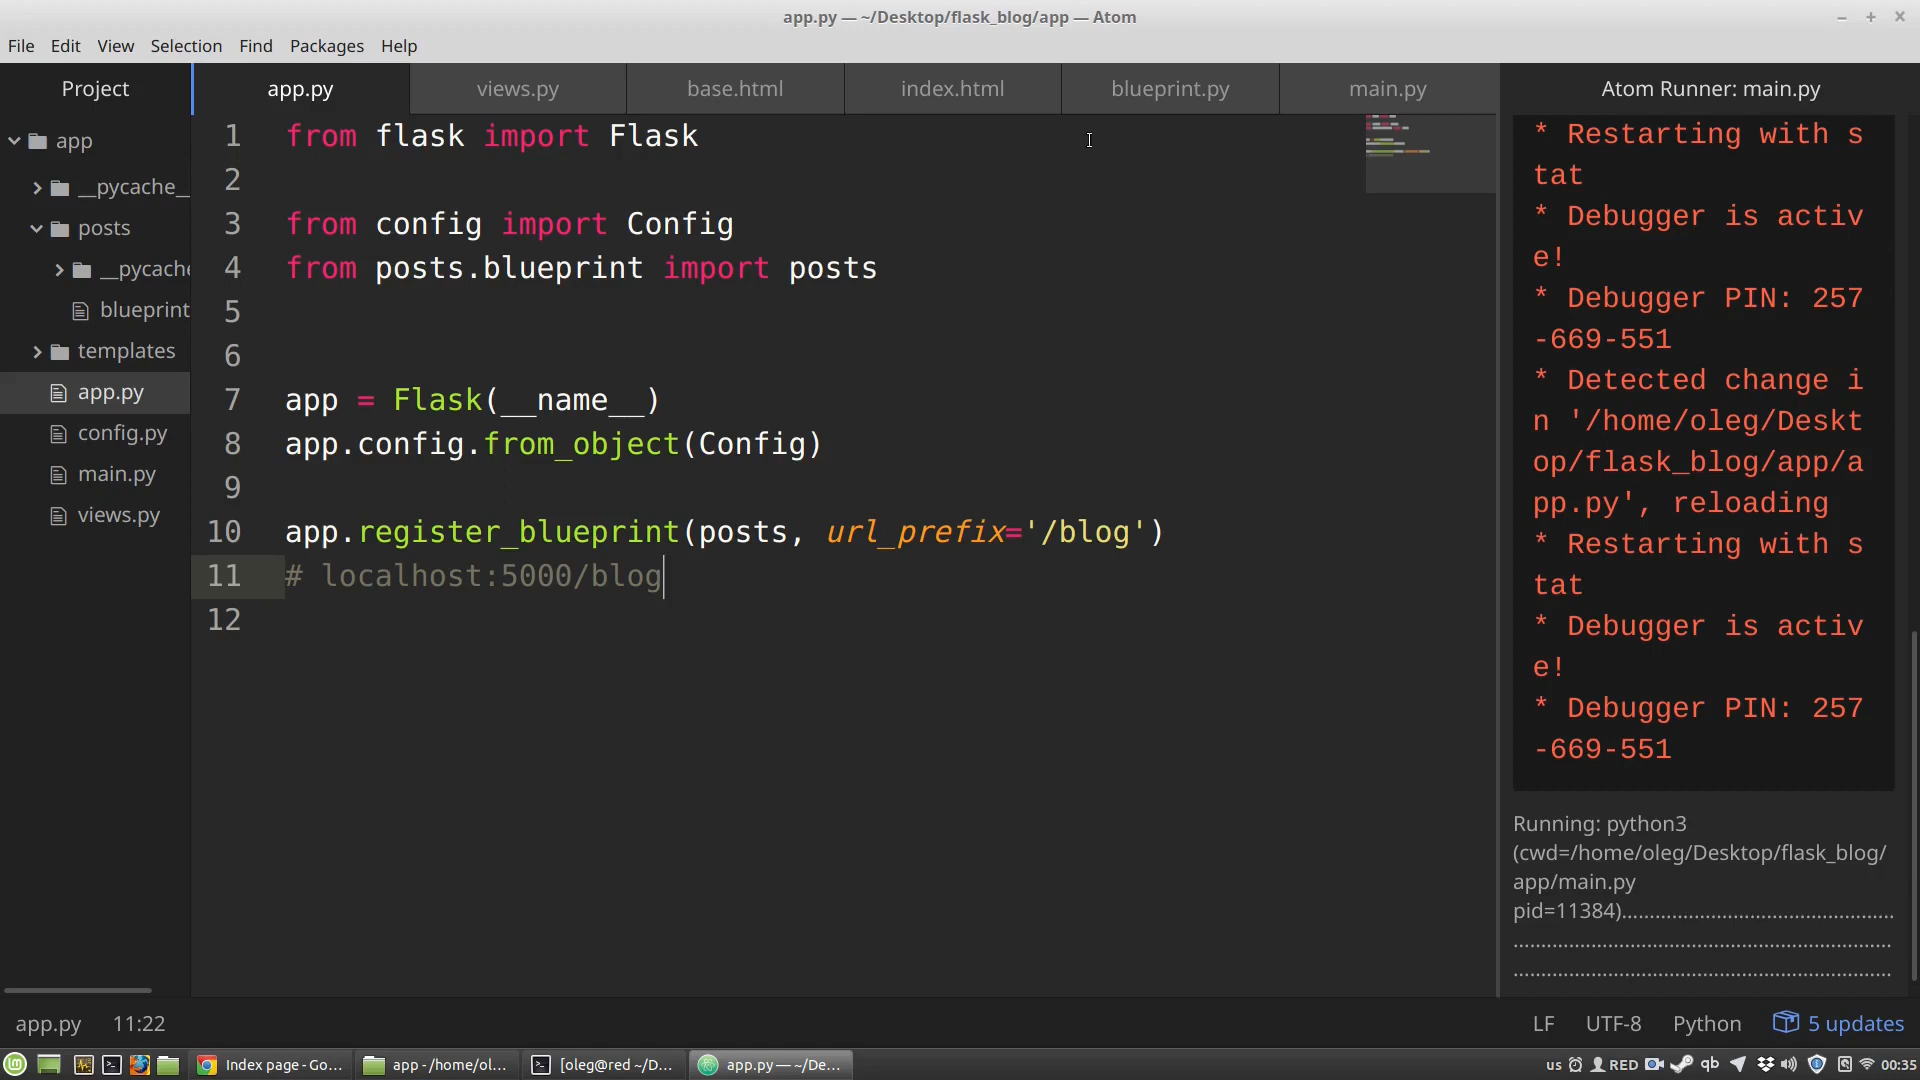 app.py — ~/Desktop/flask_blog/app — Atom
File Edit View Selection Find Packages Help
Project
app.py views.py base.html index.html blueprint.py main.py
Atom Runner: main.py
app
__pycache_
posts
__pycache
blueprint
templates
app.py
config.py
main.py
views.py
1 from flask import Flask
2
3 from config import Config
4 from posts.blueprint import posts
5
6
7 app = Flask(__name__)
8 app.config.from_object(Config)
9
10 app.register_blueprint(posts, url_prefix='/blog')
11 # localhost:5000/blog
12
* Restarting with s
tat
* Debugger is activ
e!
* Debugger PIN: 257
-669-551
* Detected change i
n '/home/oleg/Deskt
op/flask_blog/app/a
pp.py', reloading
* Restarting with s
tat
* Debugger is activ
e!
* Debugger PIN: 257
-669-551
Running: python3
(cwd=/home/oleg/Desktop/flask_blog/
app/main.py
pid=11384).................................................
....................................................................
....................................................................
app.py 11:22
LF UTF-8 Python 5 updates
Index page - Go...
app - /home/ol...
[oleg@red ~/D...
app.py — ~/De...
us RED qb 00:35